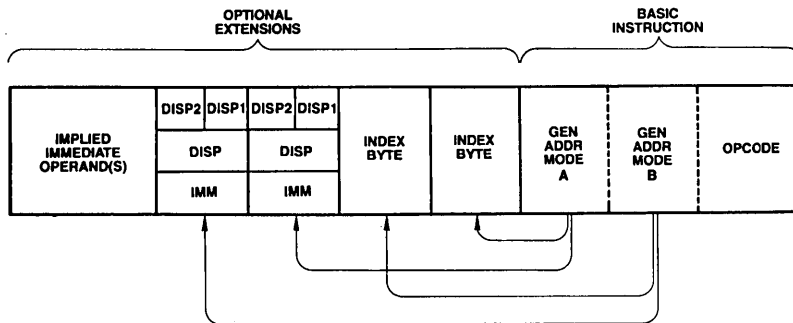 OPTIONAL
EXTENSIONS
BASIC
INSTRUCTION
IMPLIED
IMMEDIATE
OPERAND(S)
DISP2 DISP1 DISP2 DISP1
DISP DISP
IMM IMM
INDEX
BYTE
INDEX
BYTE
GEN
ADDR
MODE
A
GEN
ADDR
MODE
B
OPCODE